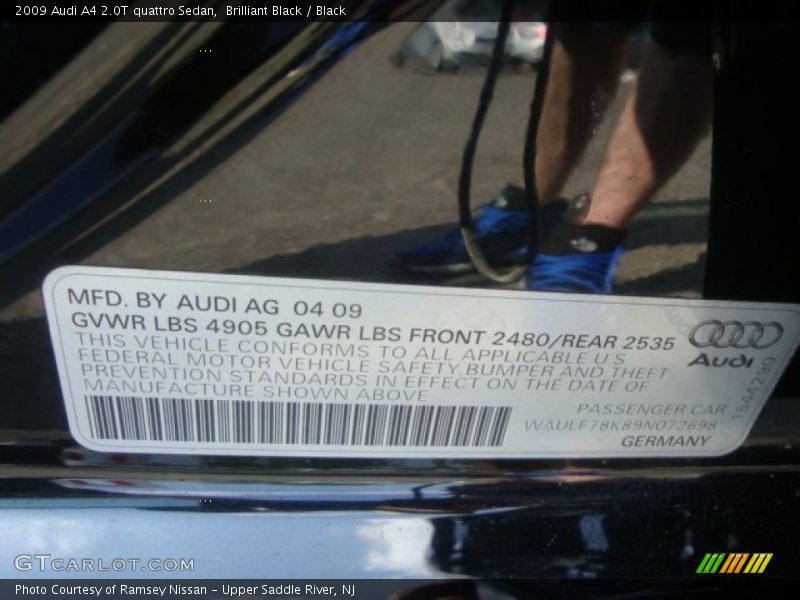 2009 Audi A4 2.0T quattro Sedan, Brilliant Black / Black
MFD. BY AUDI AG 04 09
GVWR LBS 4905 GAWR LBS FRONT 2480/REAR 2535
THIS VEHICLE CONFORMS TO ALL APPLICABLE U S
FEDERAL MOTOR VEHICLE SAFETY BUMPER AND THEFT
PREVENTION STANDARDS IN EFFECT ON THE DATE OF
MANUFACTURE SHOWN ABOVE
Audi
PASSENGER CAR
WAULF78K89N072698
GERMANY
15A4290
GTCARLOT.COM
Photo Courtesy of Ramsey Nissan – Upper Saddle River, NJ